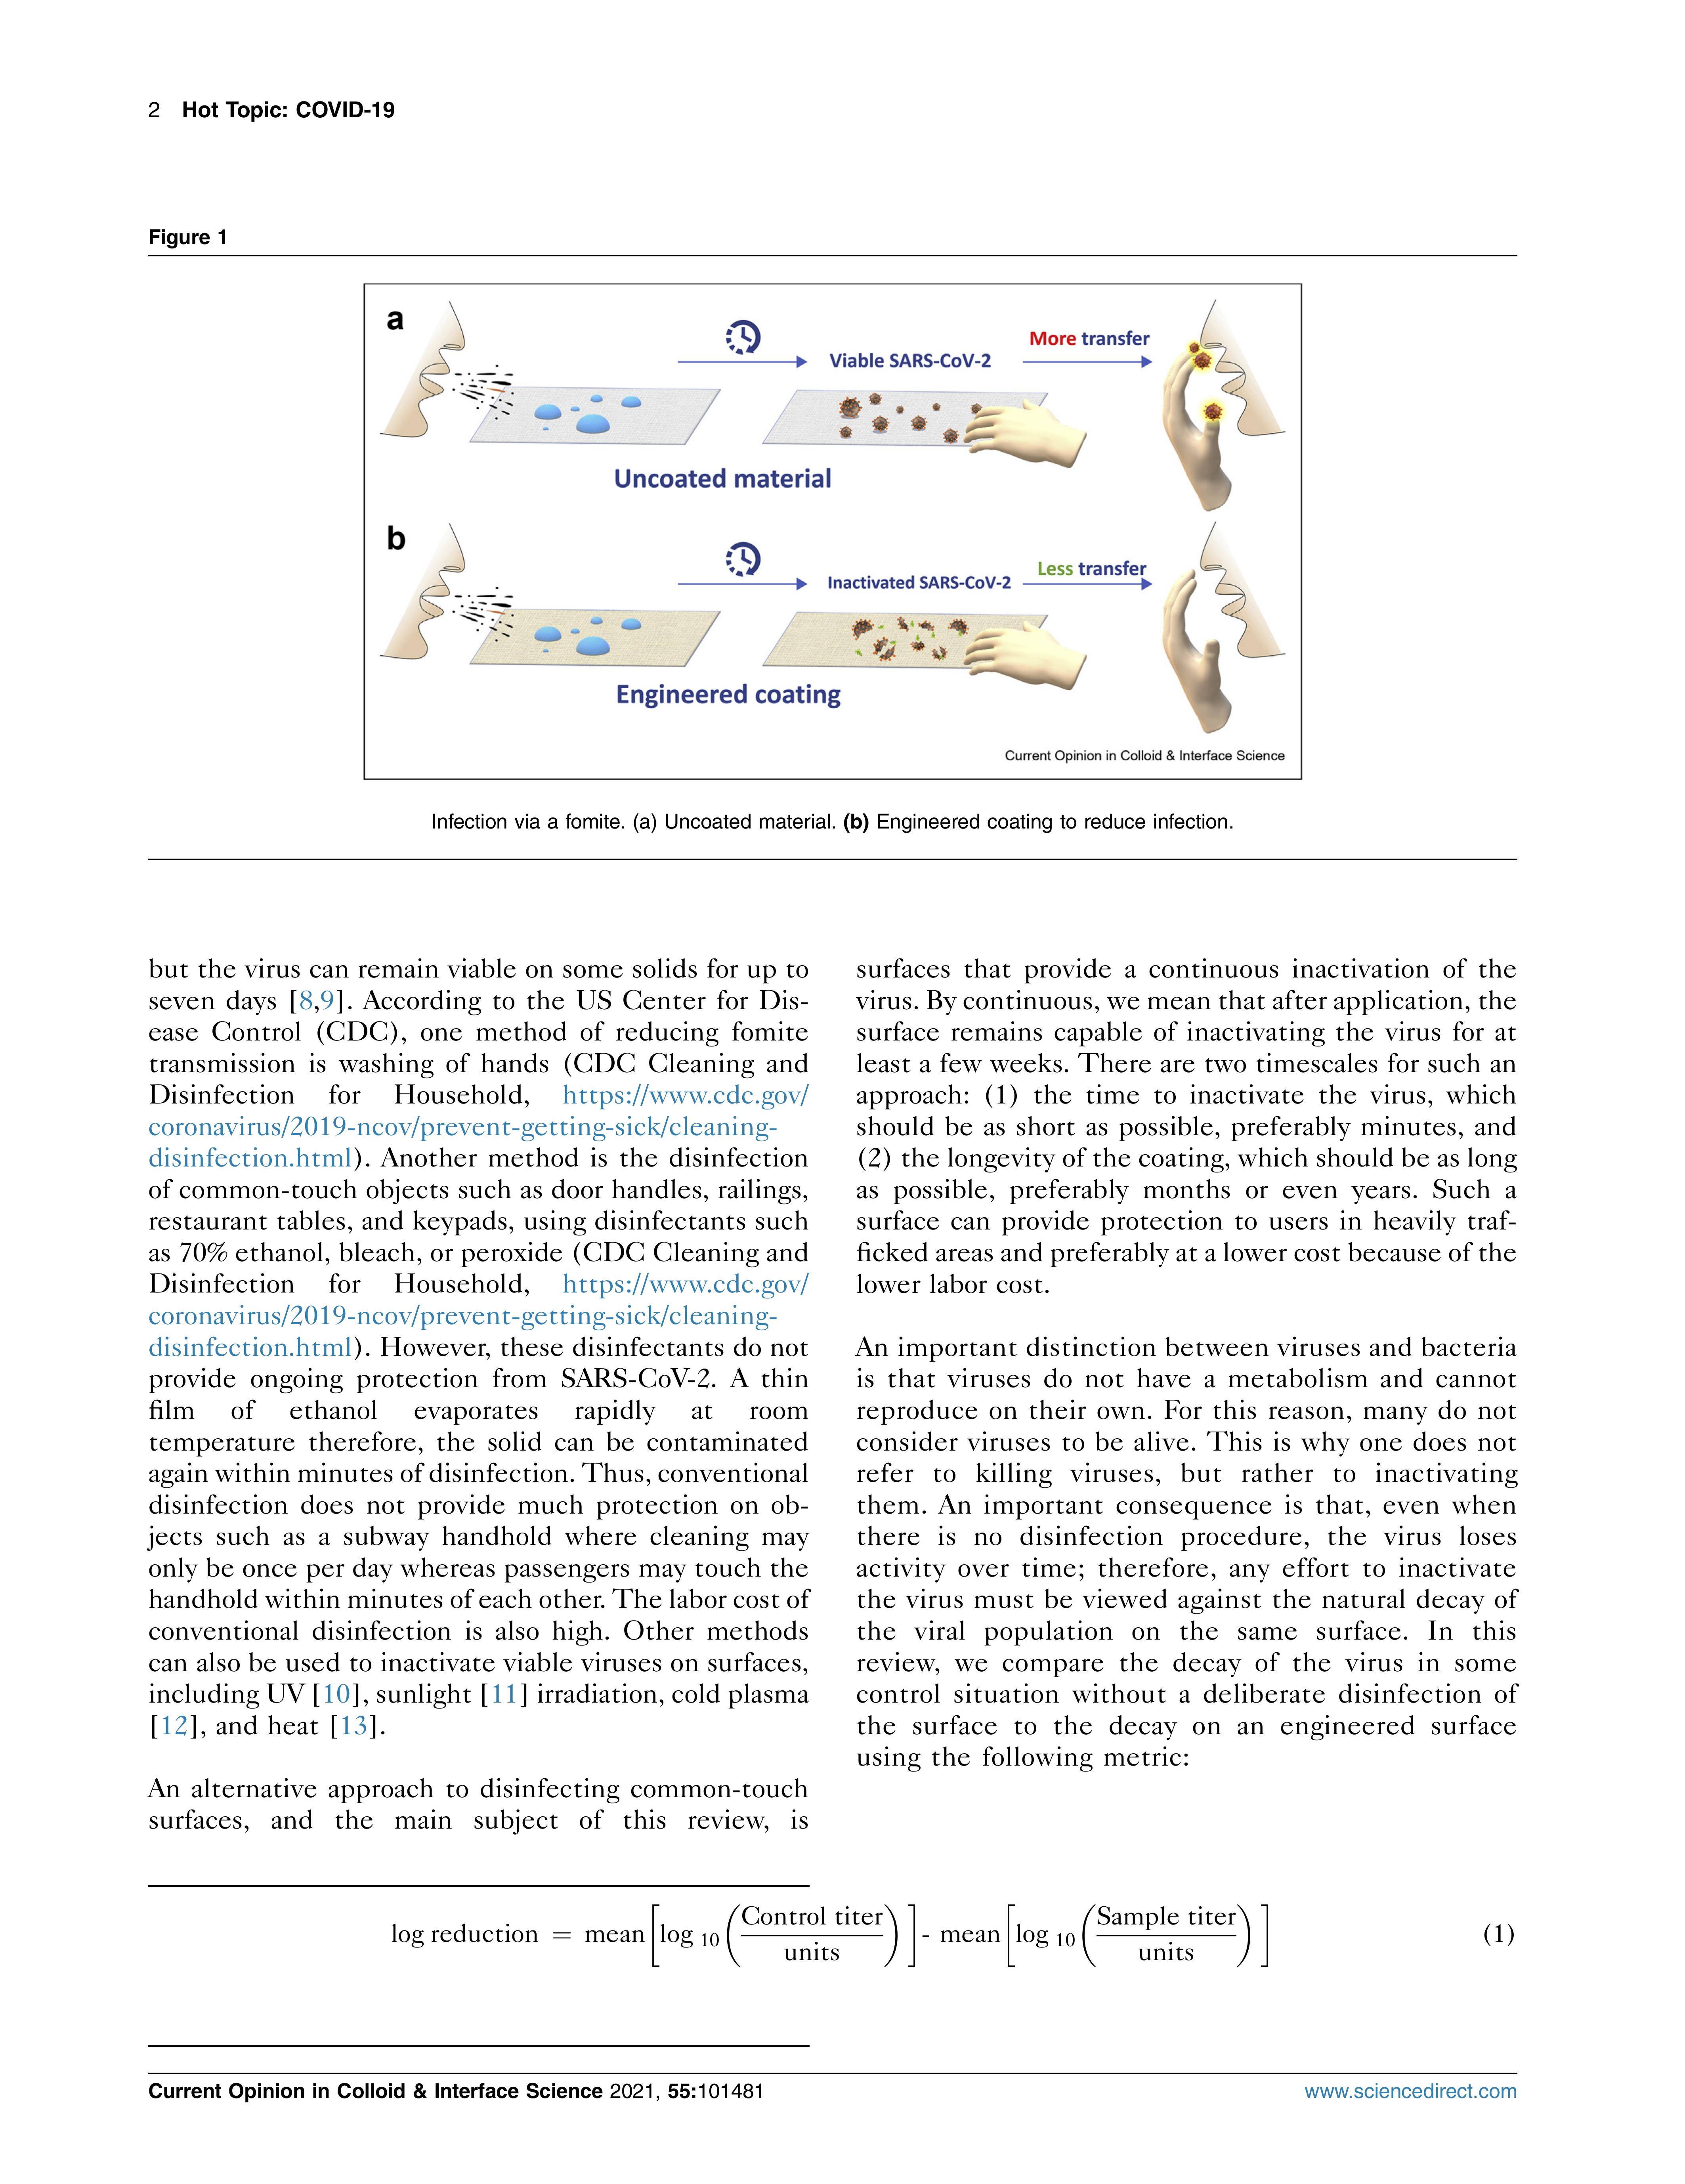 2 Hot Topic: COVID-19
Figure 1
a
More transfer
Viable SARS-CoV-2
Uncoated material
b
Less transfer
Inactivated SARS-CoV-2
Engineered coating
Current Opinion in Colloid & Interface Science
Infection via a fomite. (a) Uncoated material. (b) Engineered coating to reduce infection.
but the virus can remain viable on some solids for up to
seven days [8,9]. According to the US Center for Dis-
ease Control (CDC), one method of reducing fomite
transmission is washing of hands (CDC Cleaning and
Disinfection for Household, https://www.cdc.gov/
coronavirus/2019-ncov/prevent-getting-sick/cleaning-
disinfection.html). Another method is the disinfection
of common-touch objects such as door handles, railings,
restaurant tables, and keypads, using disinfectants such
as 70% ethanol, bleach, or peroxide (CDC Cleaning and
Disinfection for Household, https://www.cdc.gov/
coronavirus/2019-ncov/prevent-getting-sick/cleaning-
disinfection.html). However, these disinfectants do not
provide ongoing protection from SARS-CoV-2. A thin
film of ethanol evaporates rapidly at room
temperature therefore, the solid can be contaminated
again within minutes of disinfection. Thus, conventional
disinfection does not provide much protection on ob-
jects such as a subway handhold where cleaning may
only be once per day whereas passengers may touch the
handhold within minutes of each other. The labor cost of
conventional disinfection is also high. Other methods
can also be used to inactivate viable viruses on surfaces,
including UV [10], sunlight [11] irradiation, cold plasma
[12], and heat [13].
An alternative approach to disinfecting common-touch
surfaces, and the main subject of this review, is
surfaces that provide a continuous inactivation of the
virus. By continuous, we mean that after application, the
surface remains capable of inactivating the virus for at
least a few weeks. There are two timescales for such an
approach: (1) the time to inactivate the virus, which
should be as short as possible, preferably minutes, and
(2) the longevity of the coating, which should be as long
as possible, preferably months or even years. Such a
surface can provide protection to users in heavily traf-
ficked areas and preferably at a lower cost because of the
lower labor cost.
An important distinction between viruses and bacteria
is that viruses do not have a metabolism and cannot
reproduce on their own. For this reason, many do not
consider viruses to be alive. This is why one does not
refer to killing viruses, but rather to inactivating
them. An important consequence is that, even when
there is no disinfection procedure, the virus loses
activity over time; therefore, any effort to inactivate
the virus must be viewed against the natural decay of
the viral population on the same surface. In this
review, we compare the decay of the virus in some
control situation without a deliberate disinfection of
the surface to the decay on an engineered surface
using the following metric:
log reduction = mean[log 10 (Control titer/units)] - mean[log 10 (Sample titer/units)] (1)
Current Opinion in Colloid & Interface Science 2021, 55:101481 www.sciencedirect.com